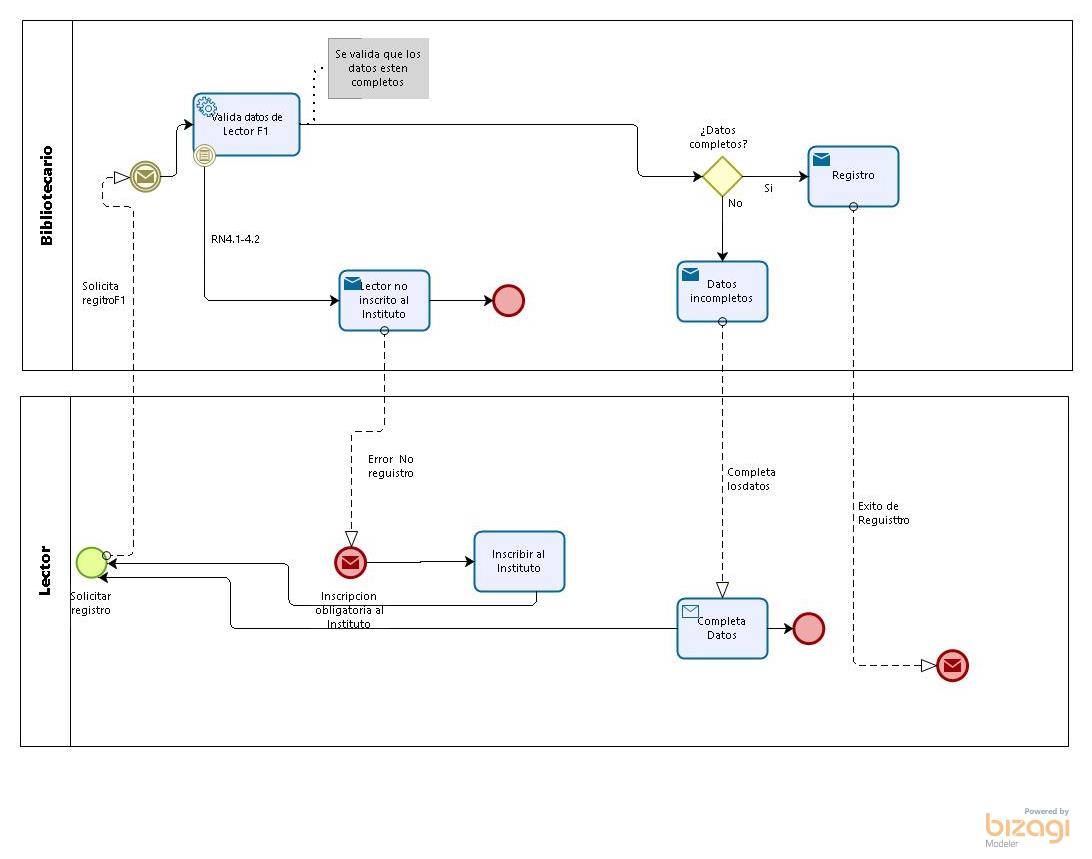 Bibliotecario
Se valida que los
datos esten
completos
Valida datos de
Lector F1
¿Datos
completos?
Registro
Si
No
RN4.1-4.2
Solicita
regitroF1
Lector no
inscrito al
Instituto
Datos
incompletos
Lector
Error No
reguistro
Completa
losdatos
Exito de
Reguisttro
Inscribir al
Instituto
Solicitar
registro
Inscripcion
obligatoria al
Instituto
Completa
Datos
Powered by
bizagi
Modeler